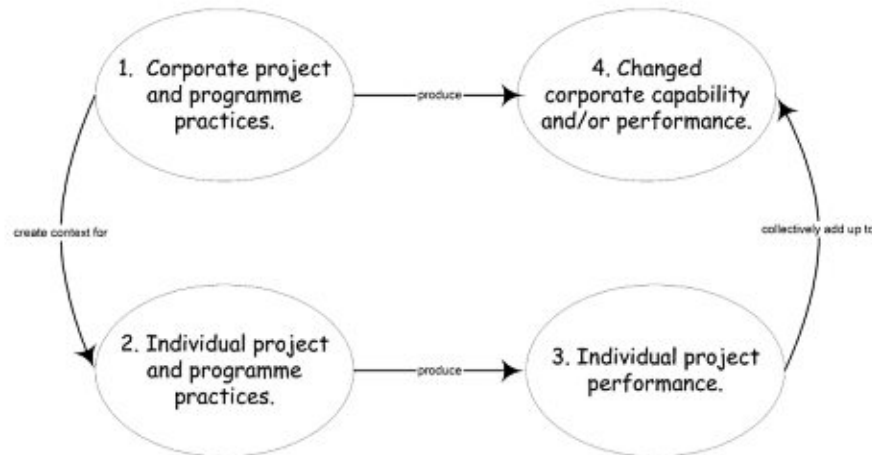 1. Corporate project
and programme
practices.
produce
4. Changed
corporate capability
and/or performance.
create context for
collectively add up to
2. Individual project
and programme
practices.
produce
3. Individual project
performance.